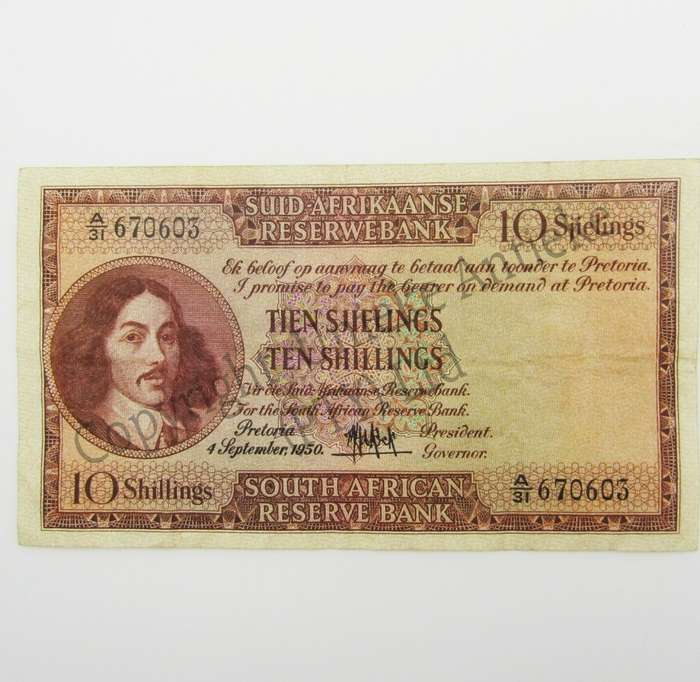 A/31 670603
SUID-AFRIKAANSE
RESERWEBANK
10 Sjielings
Ek beloof op aanvraag te betaal aan toonder te Pretoria.
I promise to pay the bearer on demand at Pretoria.
TIEN SJIELINGS
TEN SHILLINGS
Vir die Suid-Afrikaanse Reserwebank.
For the South African Reserve Bank.
Pretoria
4 September, 1950.
President.
Governor.
10 Shillings
SOUTH AFRICAN
RESERVE BANK
A/31 670603
Copyright
Ltd